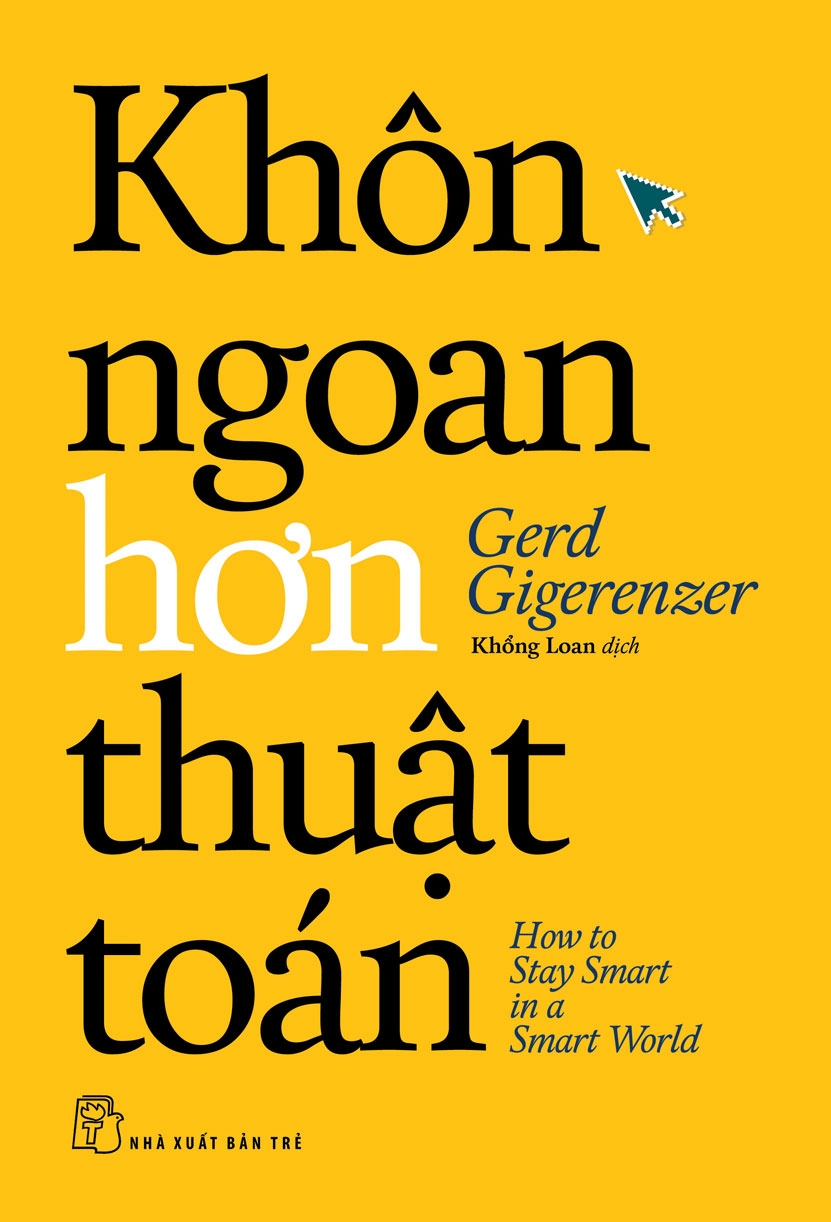 Khôn
ngoan
hơn
Gerd
Gigerenzer
Khổng Loan dịch
thuật
toán
How to
Stay Smart
in a
Smart World
T
NHÀ XUẤT BẢN TRẺ